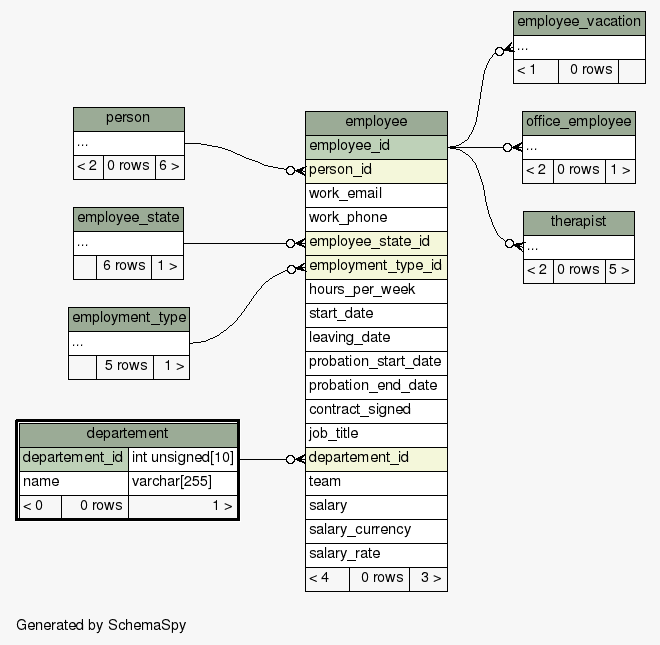 employee_vacation
...
< 1 0 rows
person
...
< 2 0 rows 6 >
employee
employee_id
person_id
work_email
work_phone
employee_state_id
employment_type_id
hours_per_week
start_date
leaving_date
probation_start_date
probation_end_date
contract_signed
job_title
departement_id
team
salary
salary_currency
salary_rate
< 4 0 rows 3 >
office_employee
...
< 2 0 rows 1 >
employee_state
...
6 rows 1 >
therapist
...
< 2 0 rows 5 >
employment_type
...
5 rows 1 >
departement
departement_id int unsigned[10]
name varchar[255]
< 0 0 rows 1 >
Generated by SchemaSpy